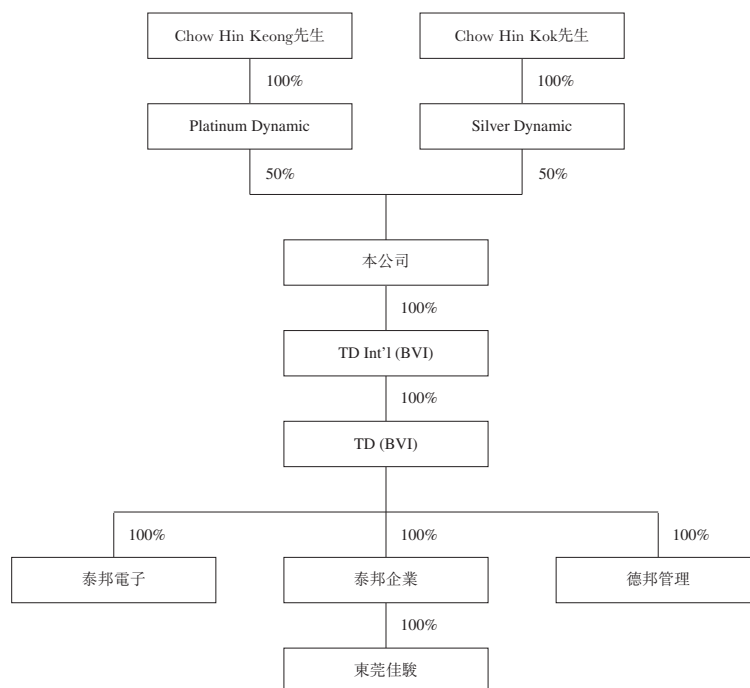 Chow Hin Keong先生
Chow Hin Kok先生
100%
100%
Platinum Dynamic
Silver Dynamic
50%
50%
本公司
100%
TD Int’l (BVI)
100%
TD (BVI)
100%
100%
100%
泰邦電子
泰邦企業
德邦管理
100%
東莞佳駿